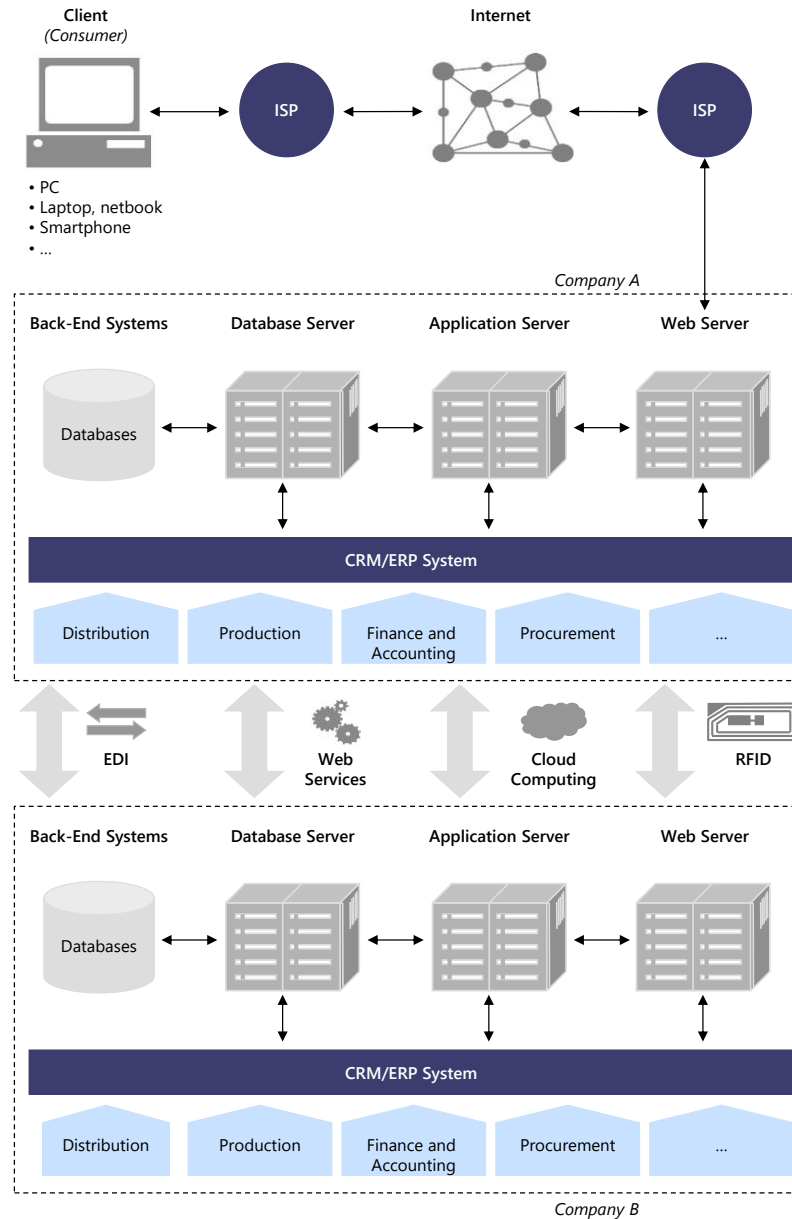 Client
(Consumer)
Internet
ISP
ISP
• PC
• Laptop, netbook
• Smartphone
• ...
Company A
Back-End Systems
Database Server
Application Server
Web Server
Databases
CRM/ERP System
Distribution
Production
Finance and
Accounting
Procurement
...
EDI
Web
Services
Cloud
Computing
RFID
Back-End Systems
Database Server
Application Server
Web Server
Databases
CRM/ERP System
Distribution
Production
Finance and
Accounting
Procurement
...
Company B